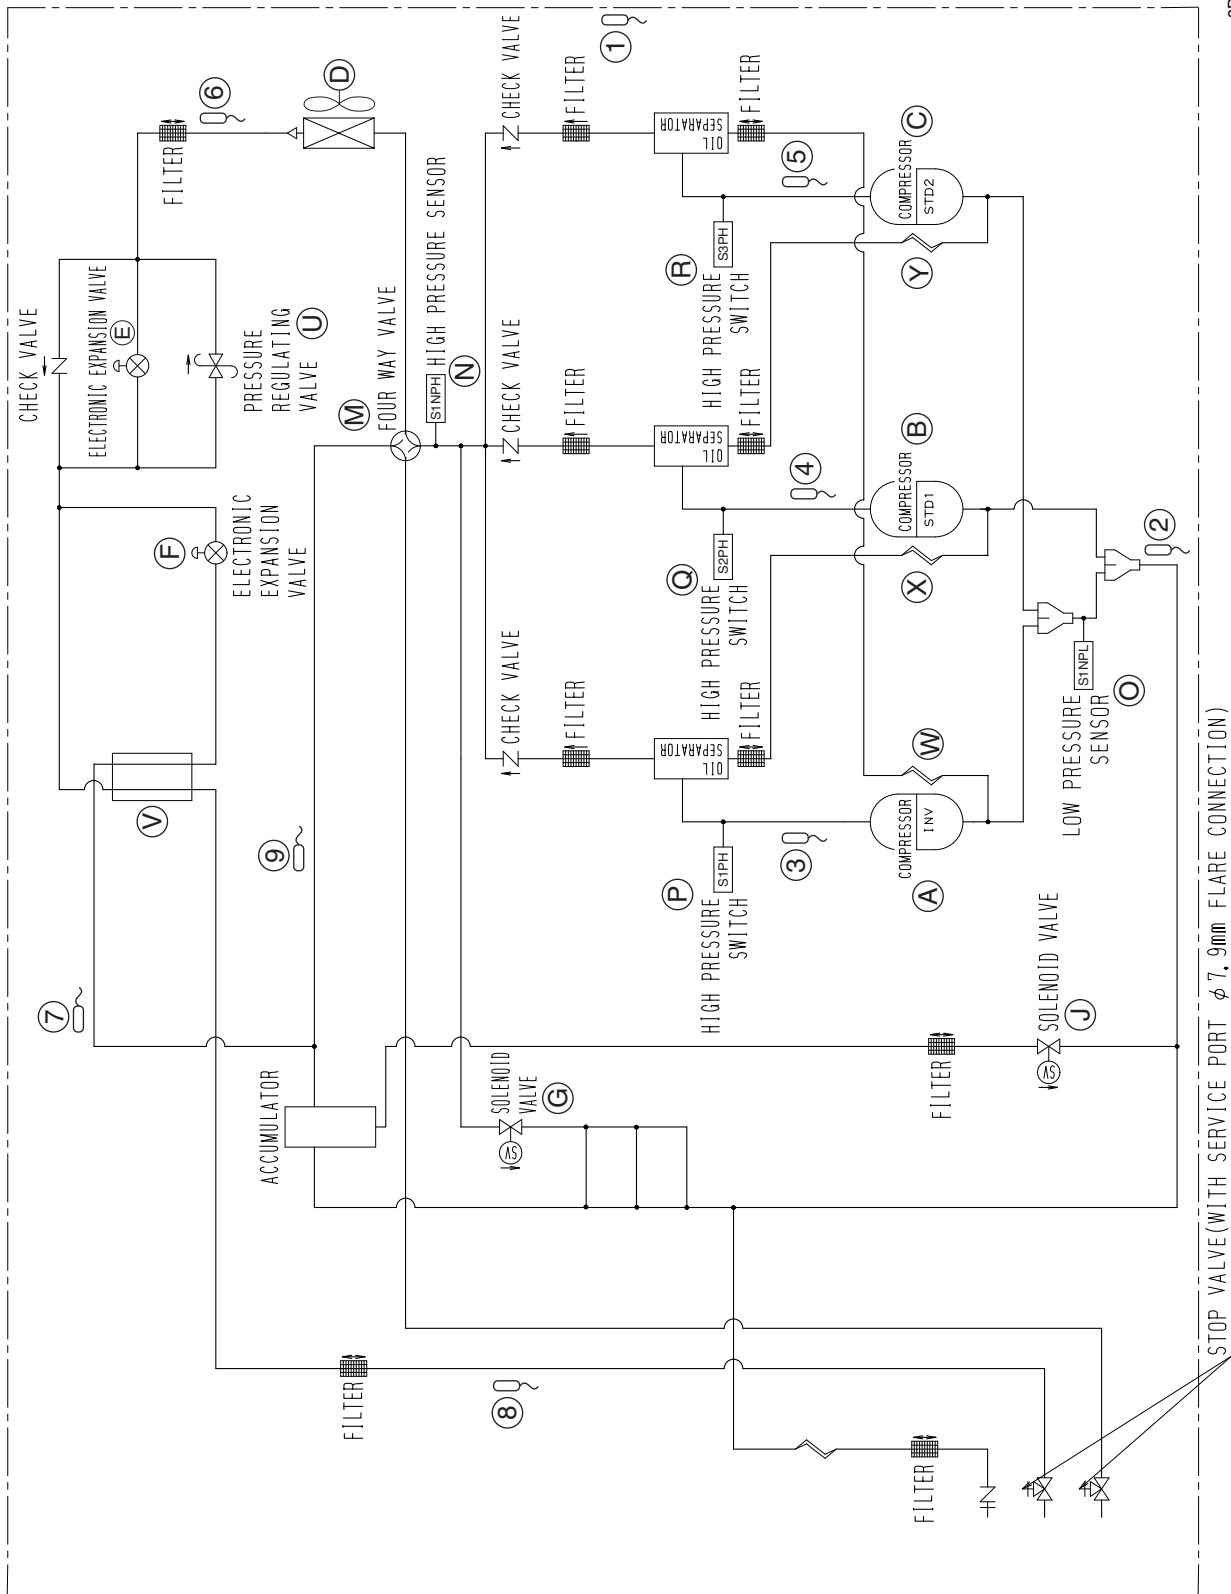 CHECK VALVE
ELECTRONIC EXPANSION VALVE
E
PRESSURE
REGULATING
VALVE
U
FILTER
6
D
F
ELECTRONIC
EXPANSION
VALVE
V
7
9
M
FOUR WAY VALVE
S1NPH
HIGH PRESSURE SENSOR
N
ACCUMULATOR
SV
SOLENOID
VALVE
G
CHECK VALVE
FILTER
1
CHECK VALVE
FILTER
CHECK VALVE
FILTER
OIL
SEPARATOR
FILTER
OIL
SEPARATOR
FILTER
OIL
SEPARATOR
FILTER
R
S3PH
HIGH PRESSURE
SWITCH
5
Q
S2PH
HIGH PRESSURE
SWITCH
4
P
S1PH
HIGH PRESSURE
SWITCH
3
COMPRESSOR
STD2
C
Y
COMPRESSOR
STD1
B
X
COMPRESSOR
INV
A
W
2
S1NPL
LOW PRESSURE
SENSOR
O
FILTER
SV
SOLENOID VALVE
J
FILTER
8
FILTER
STOP VALVE(WITH SERVICE PORT φ7.9mm FLARE CONNECTION)